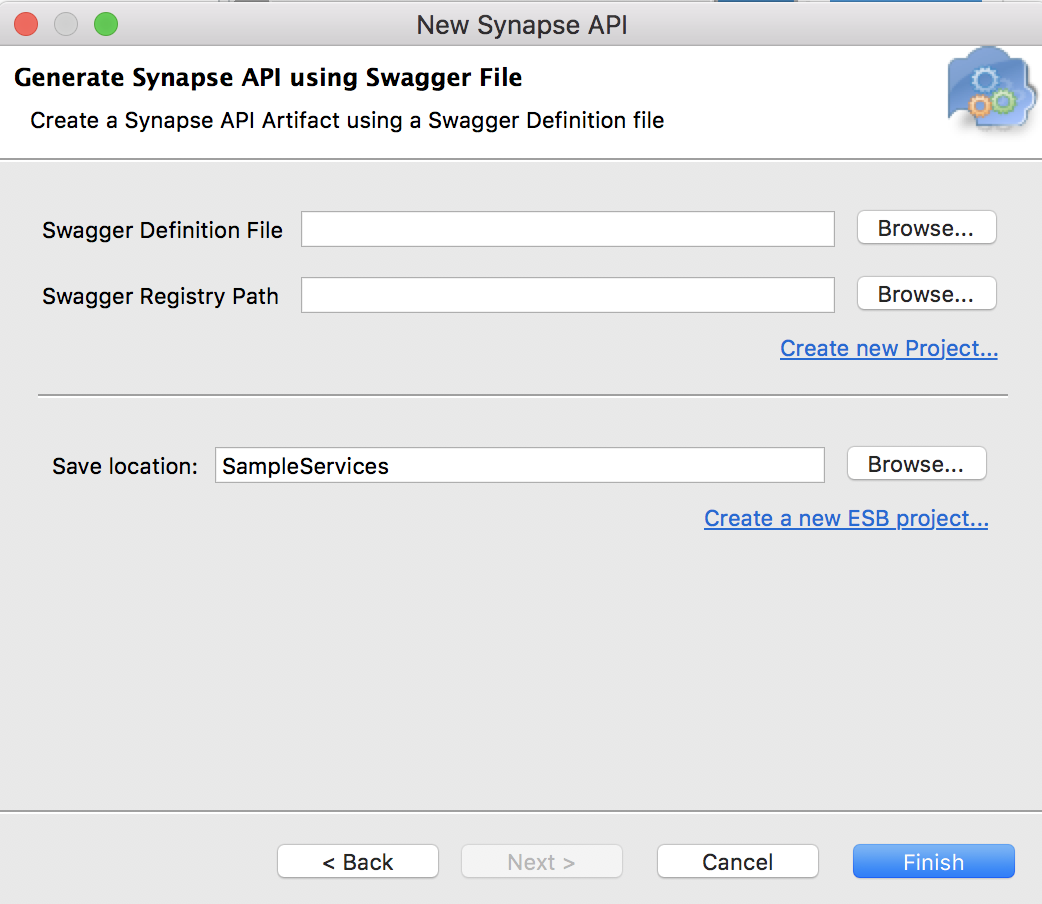 New Synapse API
Generate Synapse API using Swagger File
Create a Synapse API Artifact using a Swagger Definition file
Swagger Definition File Browse...
Swagger Registry Path Browse...
Create new Project...
Save location: SampleServices Browse...
Create a new ESB project...
< Back Next > Cancel Finish